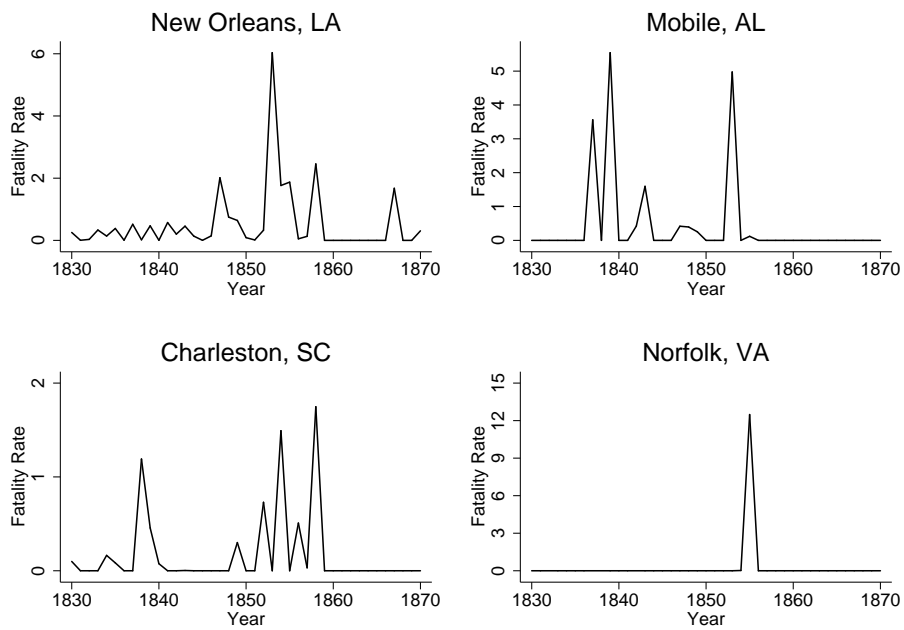 New Orleans, LA
Fatality Rate
6
4
2
0
1830 1840 1850 1860 1870
Year
Mobile, AL
Fatality Rate
5
4
3
2
1
0
1830 1840 1850 1860 1870
Year
Charleston, SC
Fatality Rate
2
1
0
1830 1840 1850 1860 1870
Year
Norfolk, VA
Fatality Rate
15
12
9
6
3
0
1830 1840 1850 1860 1870
Year